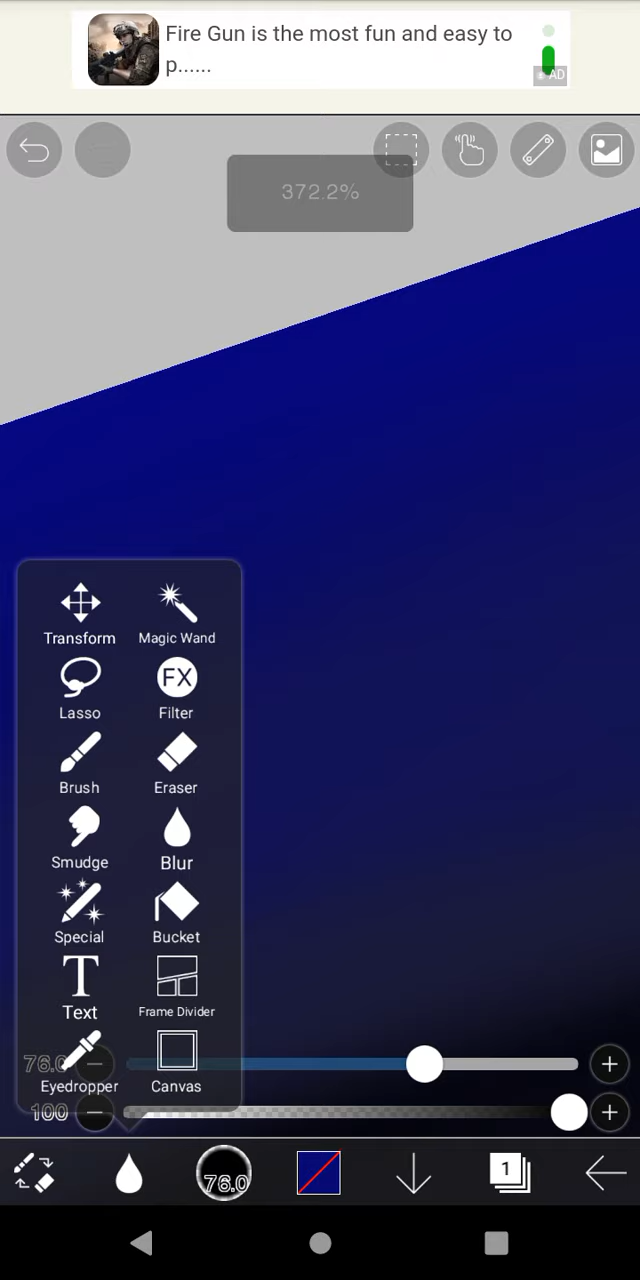 Fire Gun is the most fun and easy to
p......
AD
372.2%
Transform
Magic Wand
Lasso
FX
Filter
Brush
Eraser
Smudge
Blur
Special
Bucket
T
Text
Frame Divider
Eyedropper
Canvas
76.0
100
76.0
1